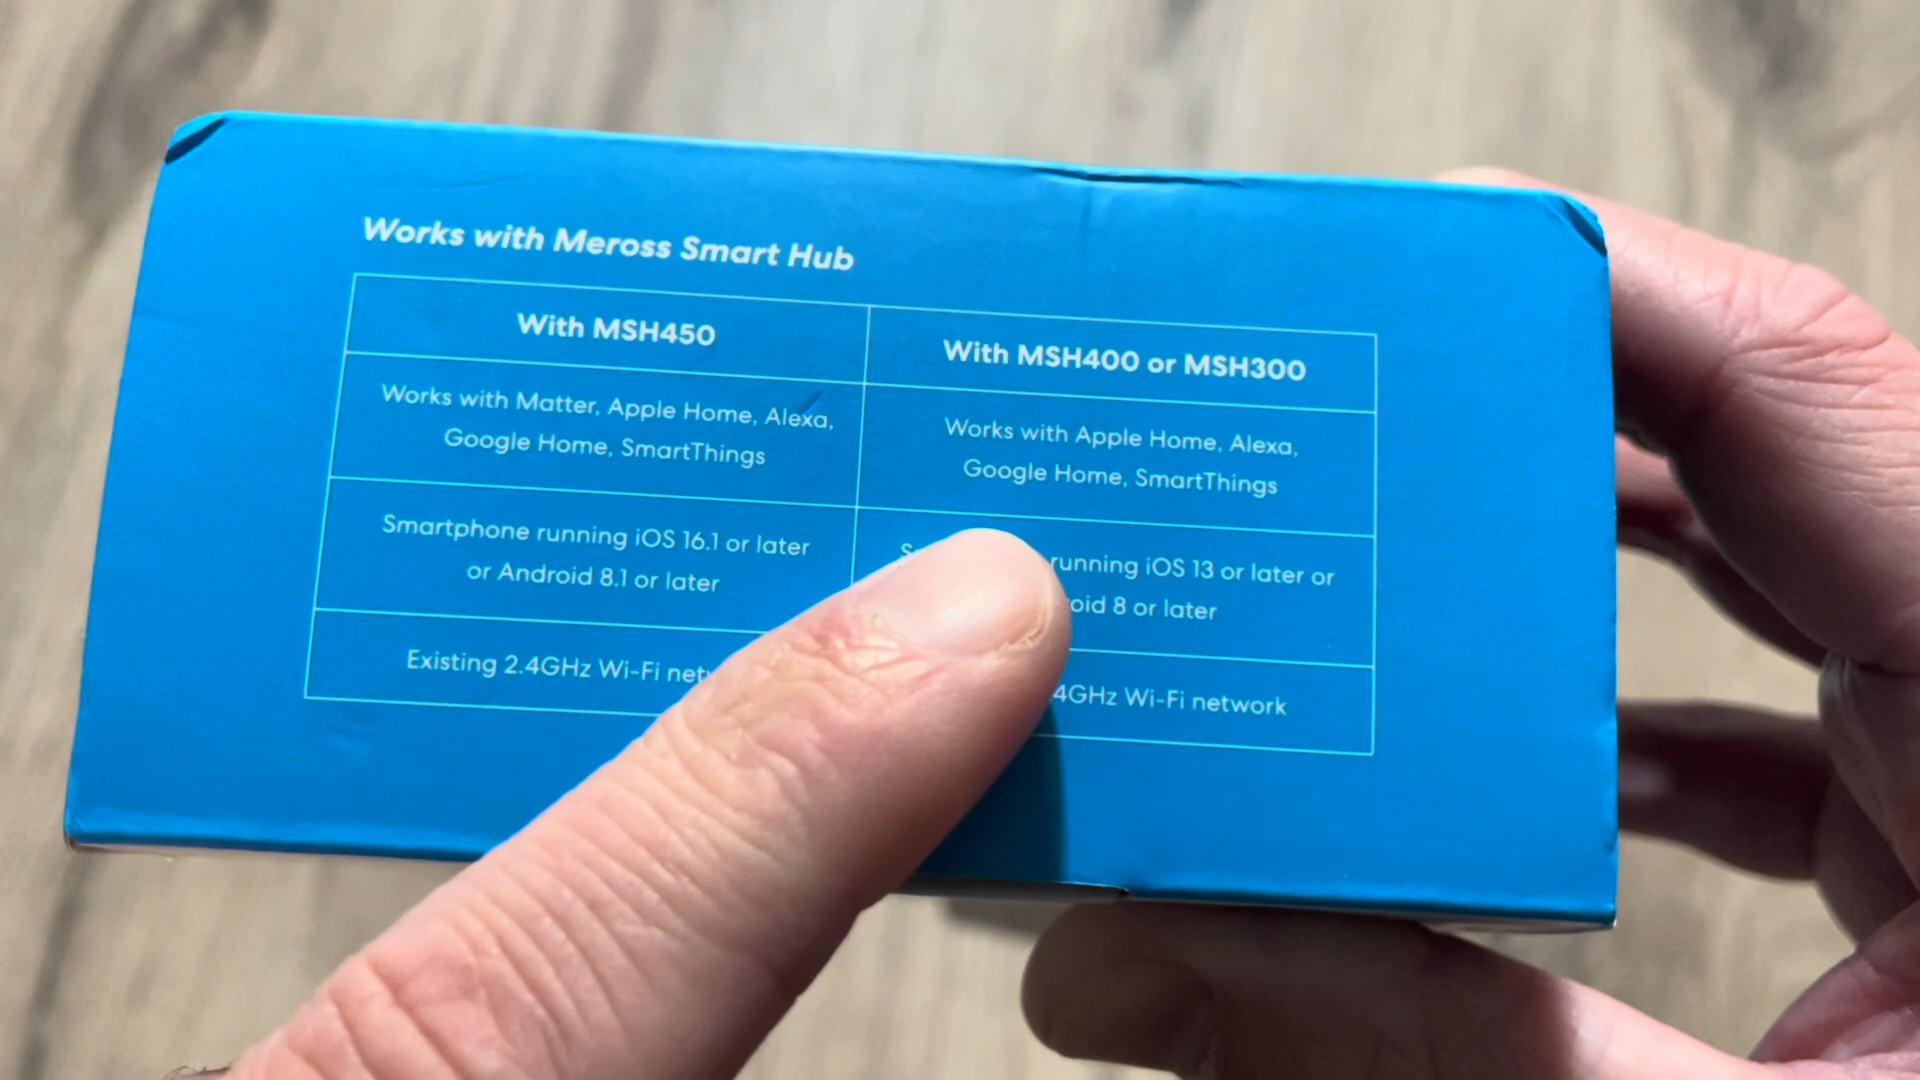 Works with Meross Smart Hub
With MSH450
With MSH400 or MSH300
Works with Matter, Apple Home, Alexa,
Google Home, SmartThings
Works with Apple Home, Alexa,
Google Home, SmartThings
Smartphone running iOS 16.1 or later
or Android 8.1 or later
running iOS 13 or later or
8 or later
Existing 2.4GHz Wi-Fi
Wi-Fi network